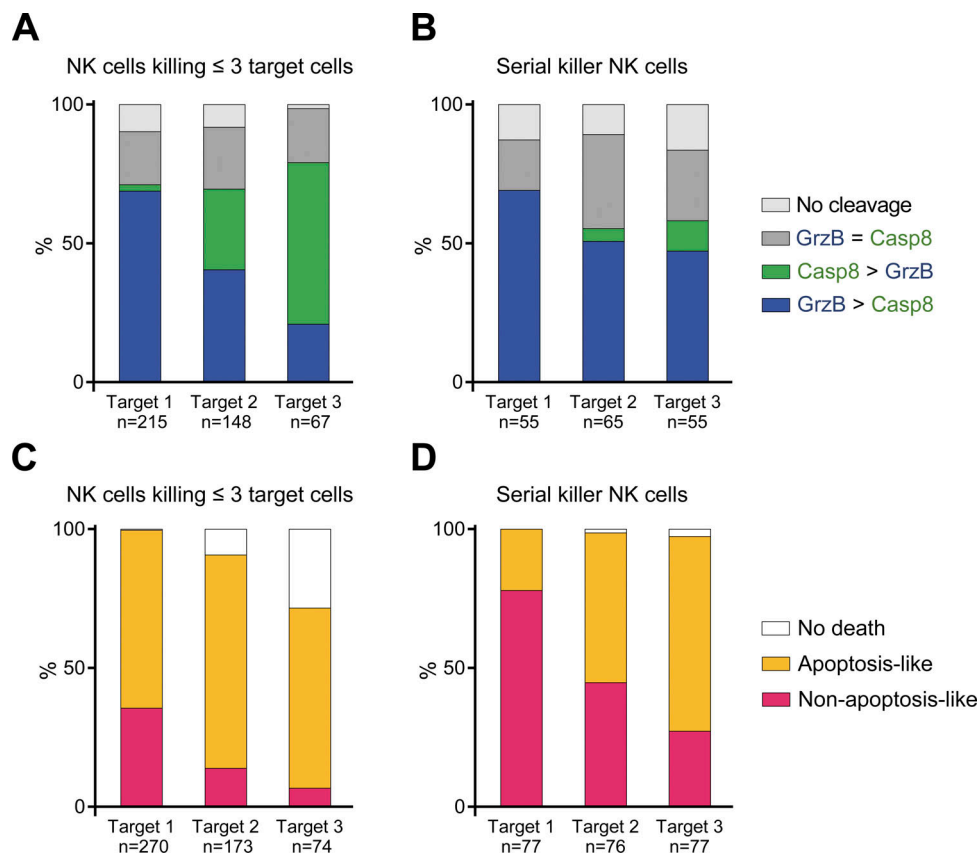 A
NK cells killing ≤ 3 target cells
100
50
0
%
Target 1
n=215
Target 2
n=148
Target 3
n=67
B
Serial killer NK cells
100
50
0
%
Target 1
n=55
Target 2
n=65
Target 3
n=55
No cleavage
GrzB = Casp8
Casp8 > GrzB
GrzB > Casp8
C
NK cells killing ≤ 3 target cells
100
50
0
%
Target 1
n=270
Target 2
n=173
Target 3
n=74
D
Serial killer NK cells
100
50
0
%
Target 1
n=77
Target 2
n=76
Target 3
n=77
No death
Apoptosis-like
Non-apoptosis-like